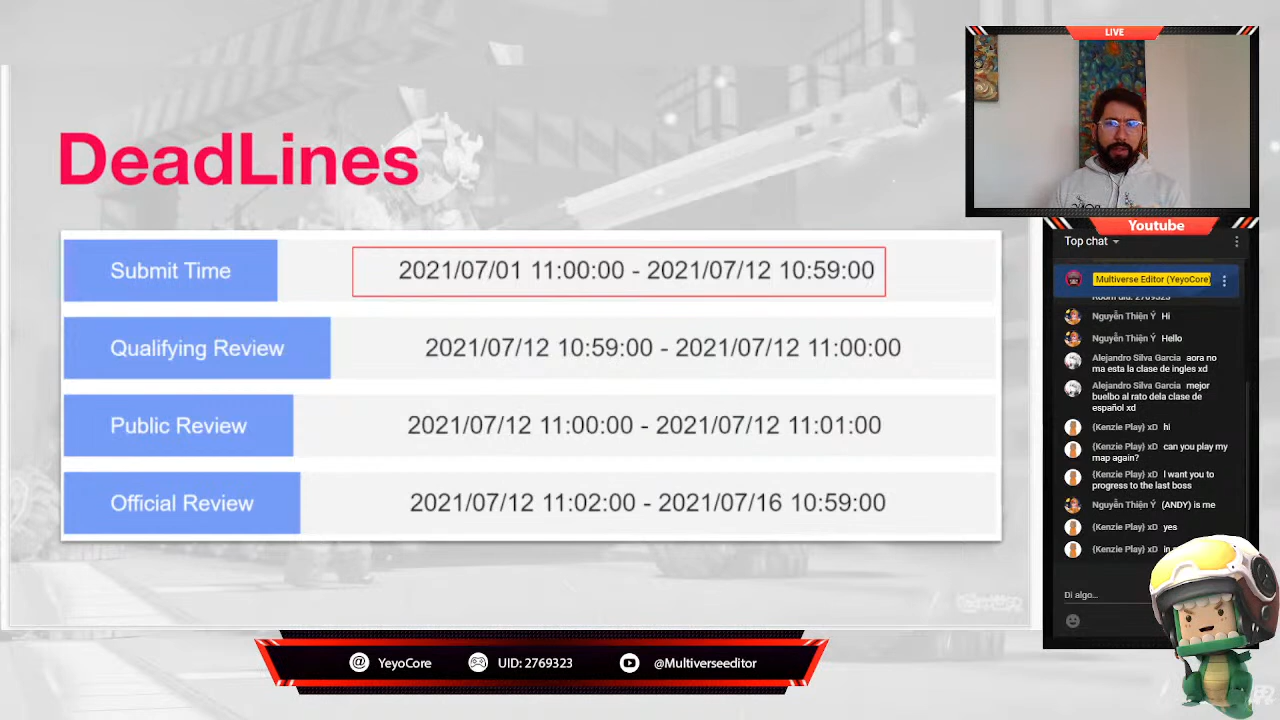 LIVE
DeadLines
Submit Time 2021/07/01 11:00:00 - 2021/07/12 10:59:00
Qualifying Review 2021/07/12 10:59:00 - 2021/07/12 11:00:00
Public Review 2021/07/12 11:00:00 - 2021/07/12 11:01:00
Official Review 2021/07/12 11:02:00 - 2021/07/16 10:59:00
Youtube
Top chat
Multiverse Editor (YeyoCore)
Room uid: 2769323
Nguyễn Thiện Ý Hi
Nguyễn Thiện Ý Hello
Alejandro Silva Garcia aora no
ma esta la clase de ingles xd
Alejandro Silva Garcia mejor
buelbo al rato dela clase de
español xd
{Kenzie Play} xD hi
{Kenzie Play} xD can you play my
map again?
{Kenzie Play} xD I want you to
progress to the last boss
Nguyễn Thiện Ý (ANDY) is me
{Kenzie Play} xD yes
{Kenzie Play} xD
Di algo...
@ YeyoCore UID: 2769323 @Multiverseeditor